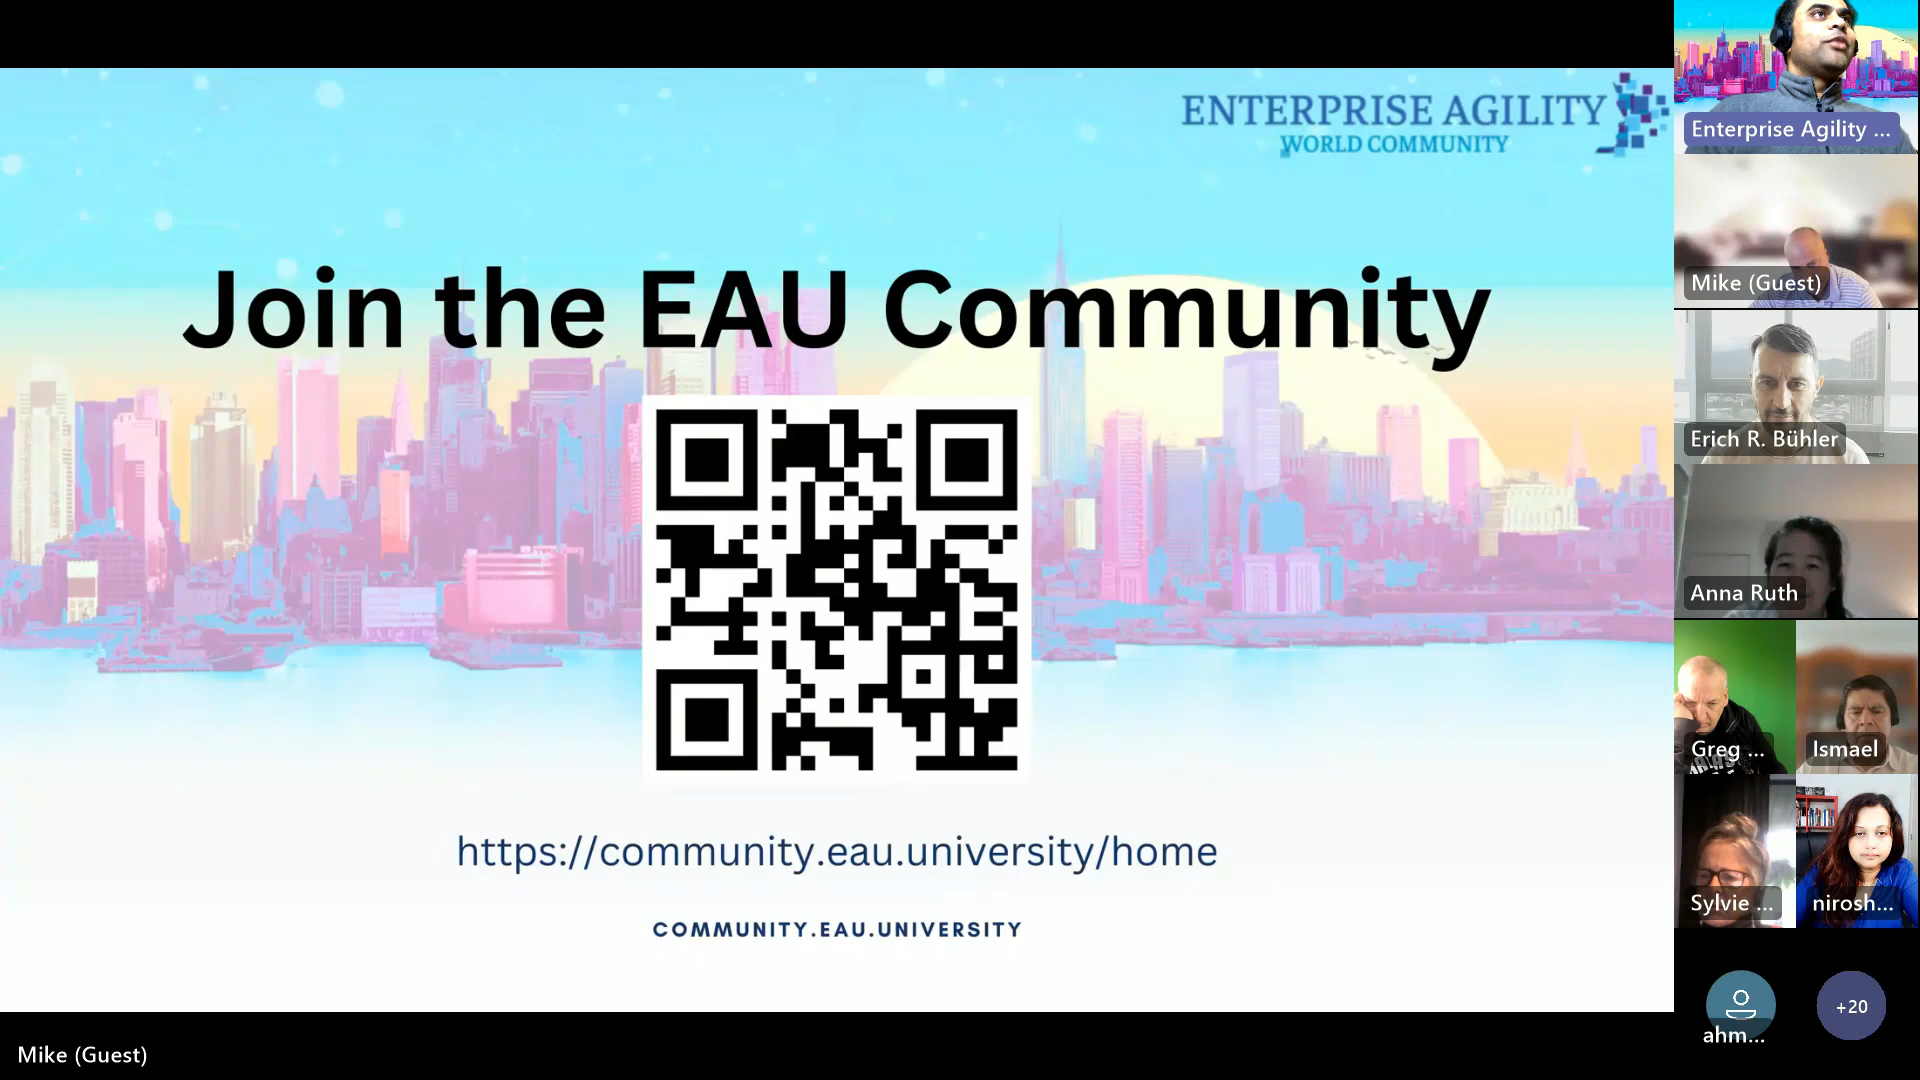 ENTERPRISE AGILITY
WORLD COMMUNITY
Join the EAU Community
https://community.eau.university/home
COMMUNITY.EAU.UNIVERSITY
Mike (Guest)
Enterprise Agility ...
Mike (Guest)
Erich R. Bühler
Anna Ruth
Greg ...
Ismael
Sylvie ...
nirosh...
ahm...
+20